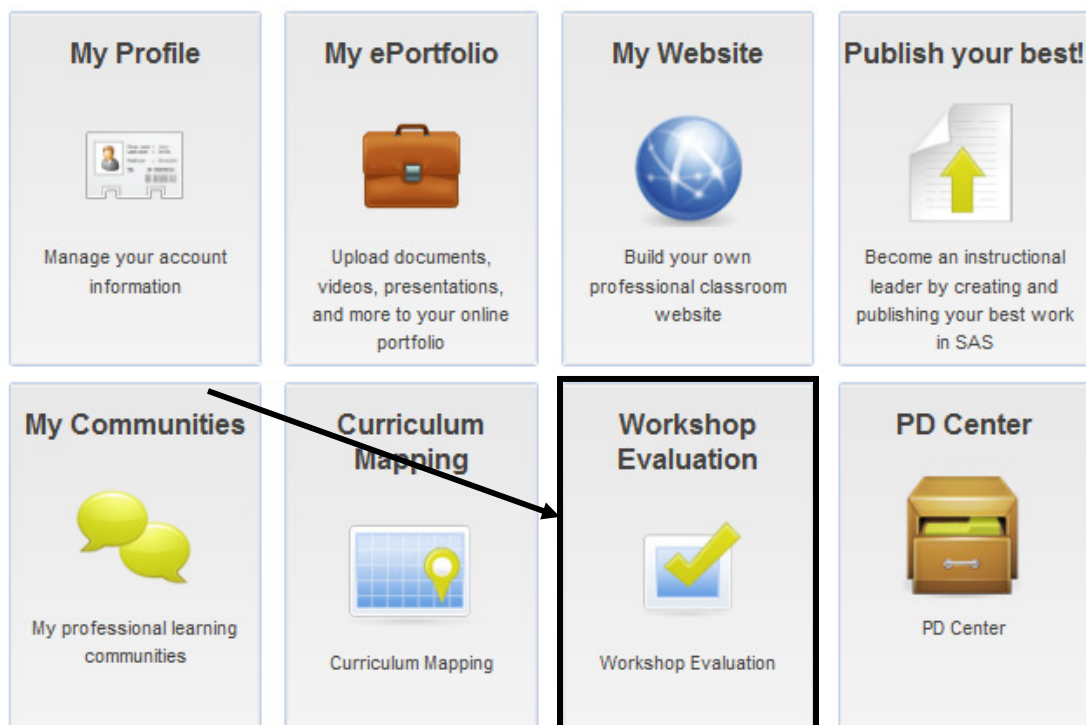 My Profile
Manage your account
information
My ePortfolio
Upload documents,
videos, presentations,
and more to your online
portfolio
My Website
Build your own
professional classroom
website
Publish your best!
Become an instructional
leader by creating and
publishing your best work
in SAS
My Communities
My professional learning
communities
Curriculum
Mapping
Curriculum Mapping
Workshop
Evaluation
Workshop Evaluation
PD Center
PD Center